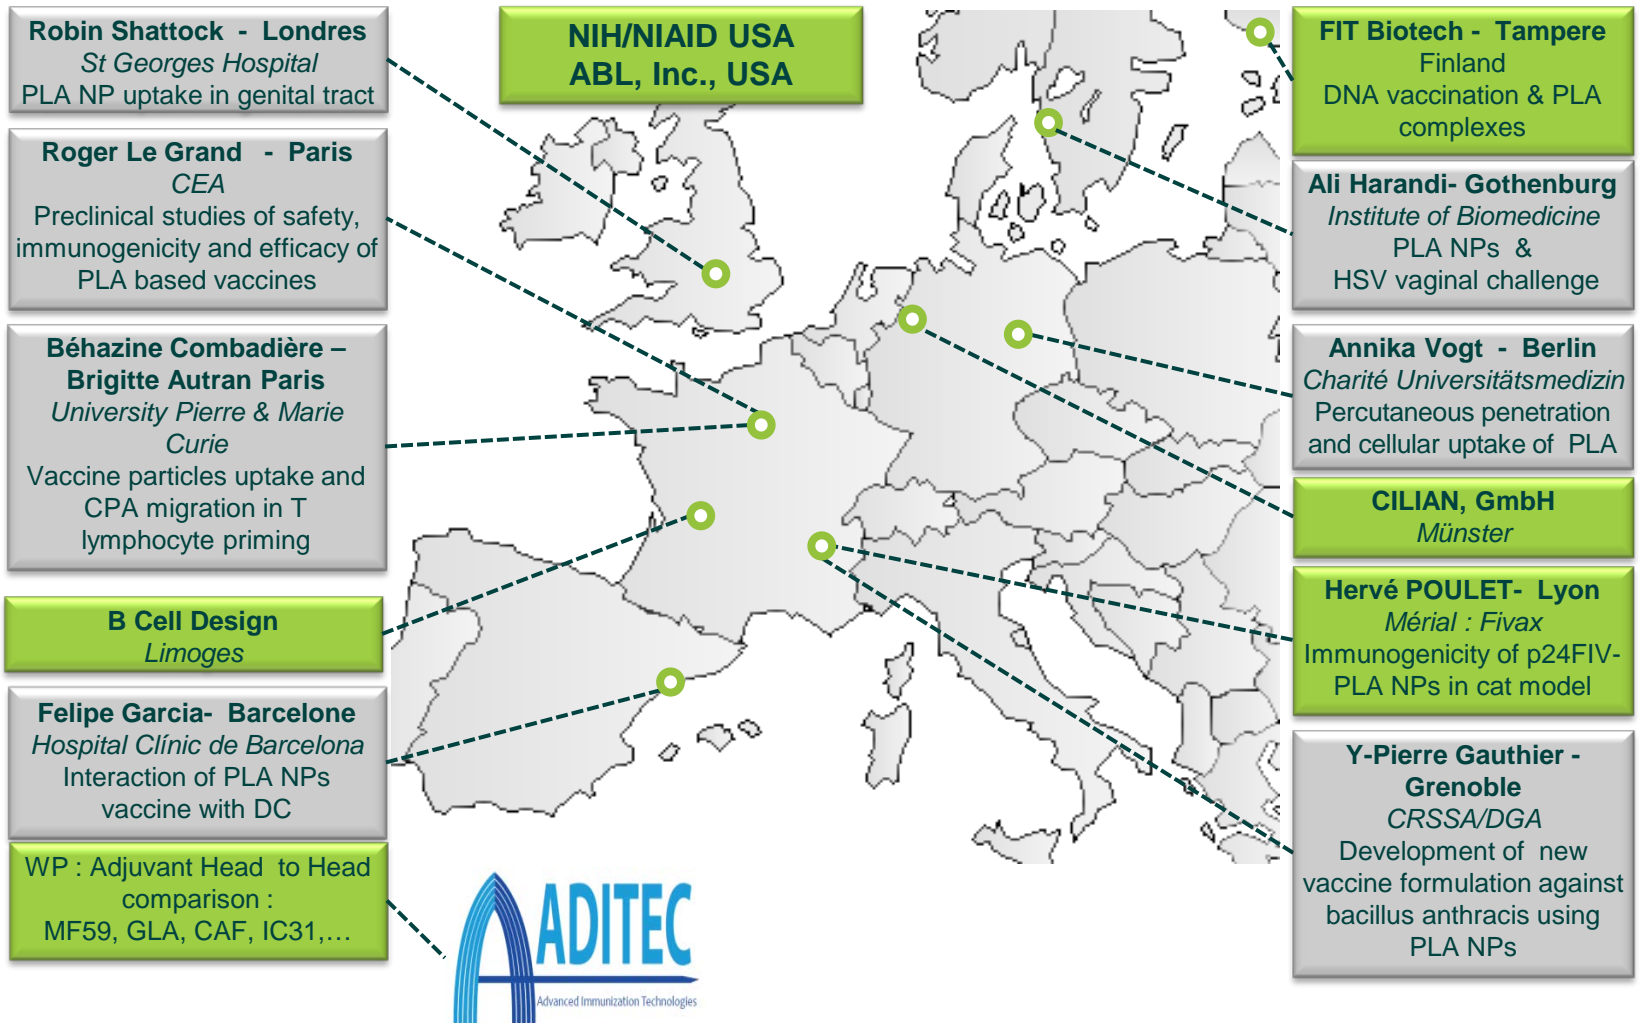 Robin Shattock - Londres
St Georges Hospital
PLA NP uptake in genital tract
Roger Le Grand - Paris
CEA
Preclinical studies of safety,
immunogenicity and efficacy of
PLA based vaccines
Béhazine Combadière –
Brigitte Autran Paris
University Pierre & Marie
Curie
Vaccine particles uptake and
CPA migration in T
lymphocyte priming
B Cell Design
Limoges
Felipe Garcia- Barcelone
Hospital Clínic de Barcelona
Interaction of PLA NPs
vaccine with DC
WP : Adjuvant Head to Head
comparison :
MF59, GLA, CAF, IC31,…
NIH/NIAID USA
ABL, Inc., USA
ADITEC
Advanced Immunization Technologies
FIT Biotech - Tampere
Finland
DNA vaccination & PLA
complexes
Ali Harandi- Gothenburg
Institute of Biomedicine
PLA NPs &
HSV vaginal challenge
Annika Vogt - Berlin
Charité Universitätsmedizin
Percutaneous penetration
and cellular uptake of PLA
CILIAN, GmbH
Münster
Hervé POULET- Lyon
Mérial : Fivax
Immunogenicity of p24FIV-
PLA NPs in cat model
Y-Pierre Gauthier -
Grenoble
CRSSA/DGA
Development of new
vaccine formulation against
bacillus anthracis using
PLA NPs